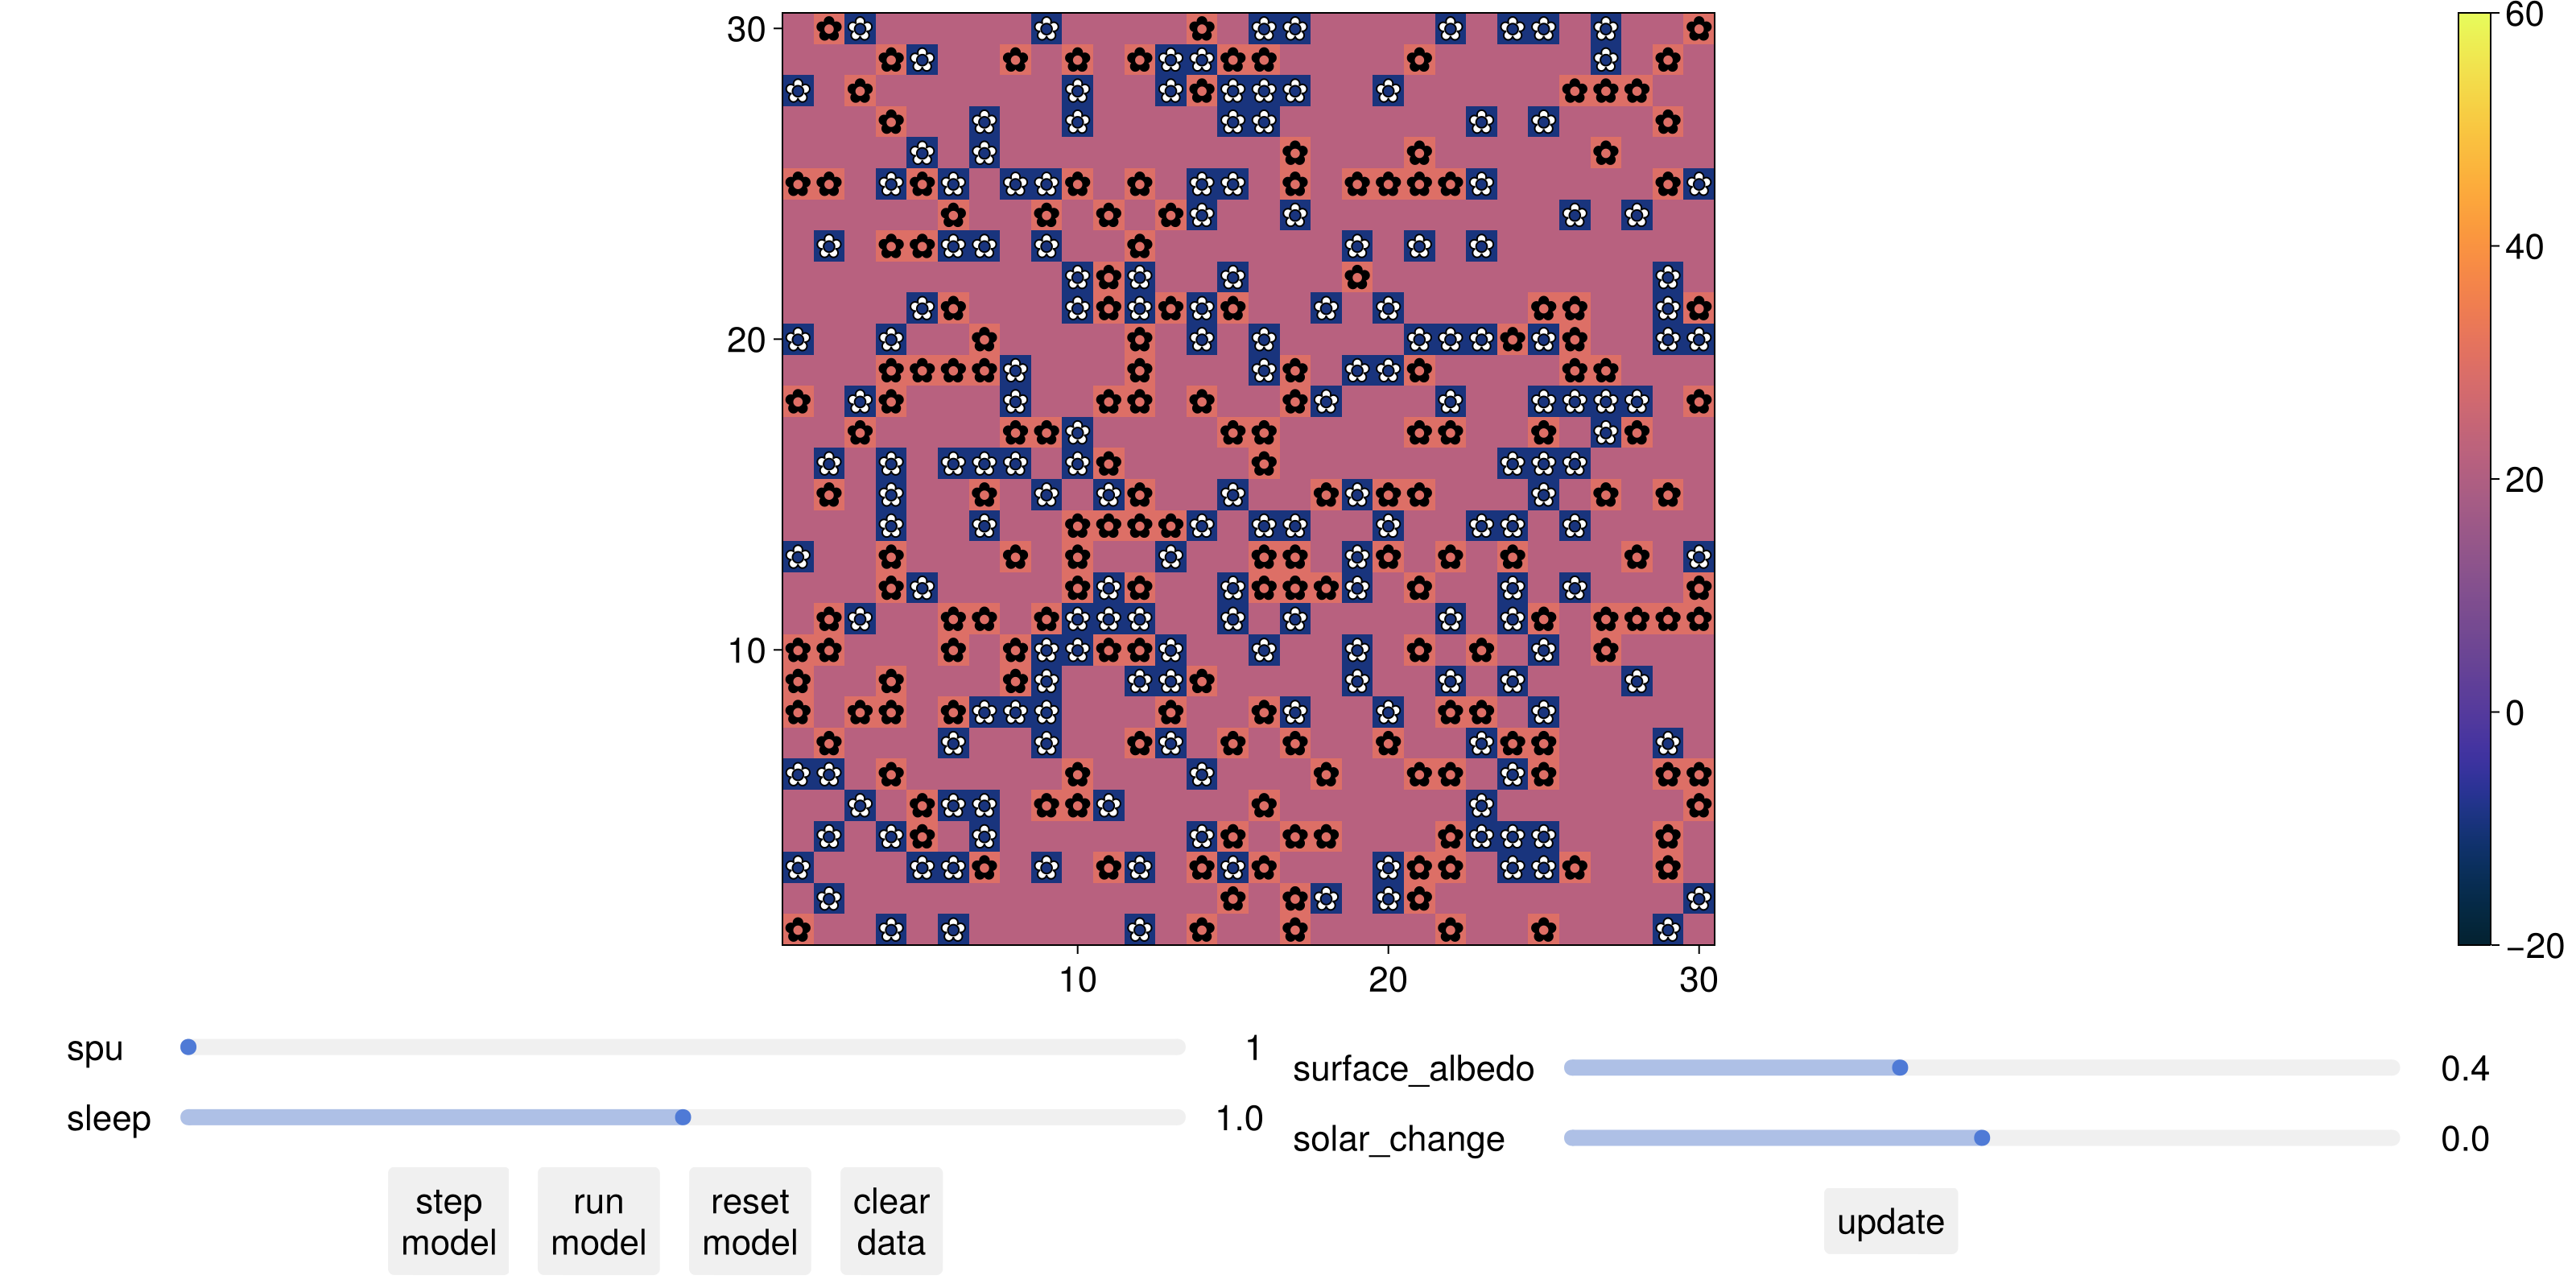 30
20
10
10
20
30
60
40
20
0
−20
spu
1
sleep
1.0
surface_albedo
0.4
solar_change
0.0
step
model
run
model
reset
model
clear
data
update